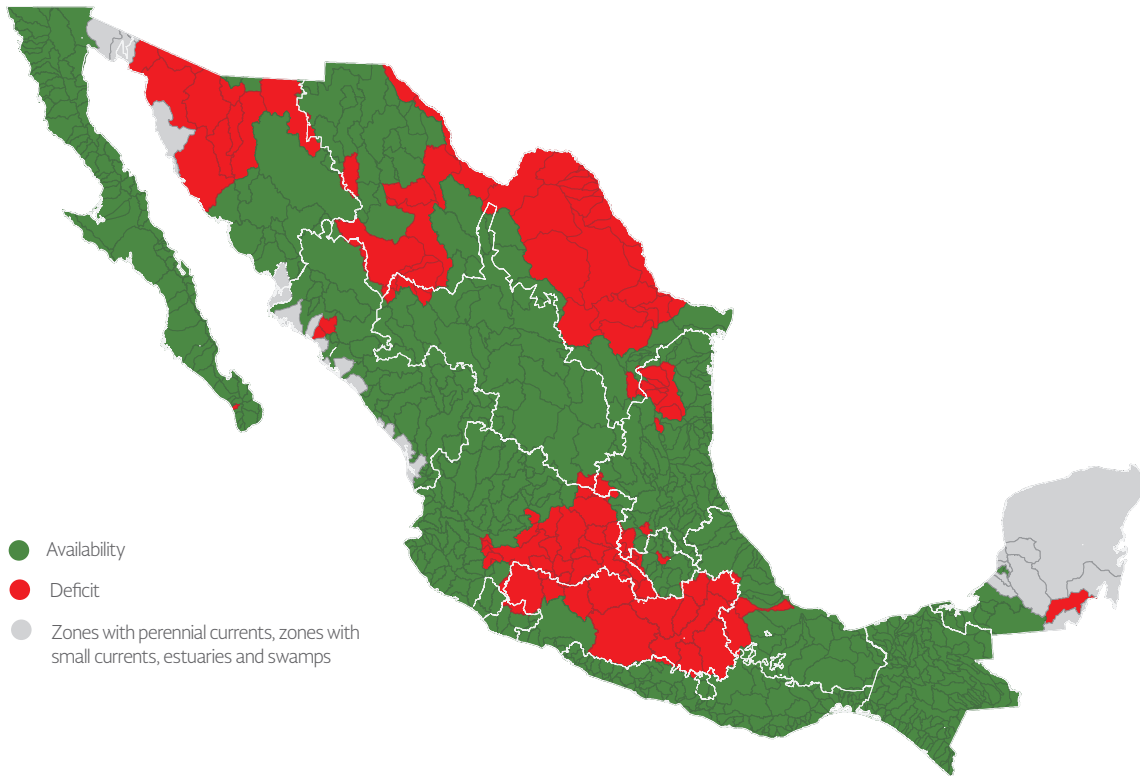 Availability
Deficit
Zones with perennial currents, zones with
small currents, estuaries and swamps